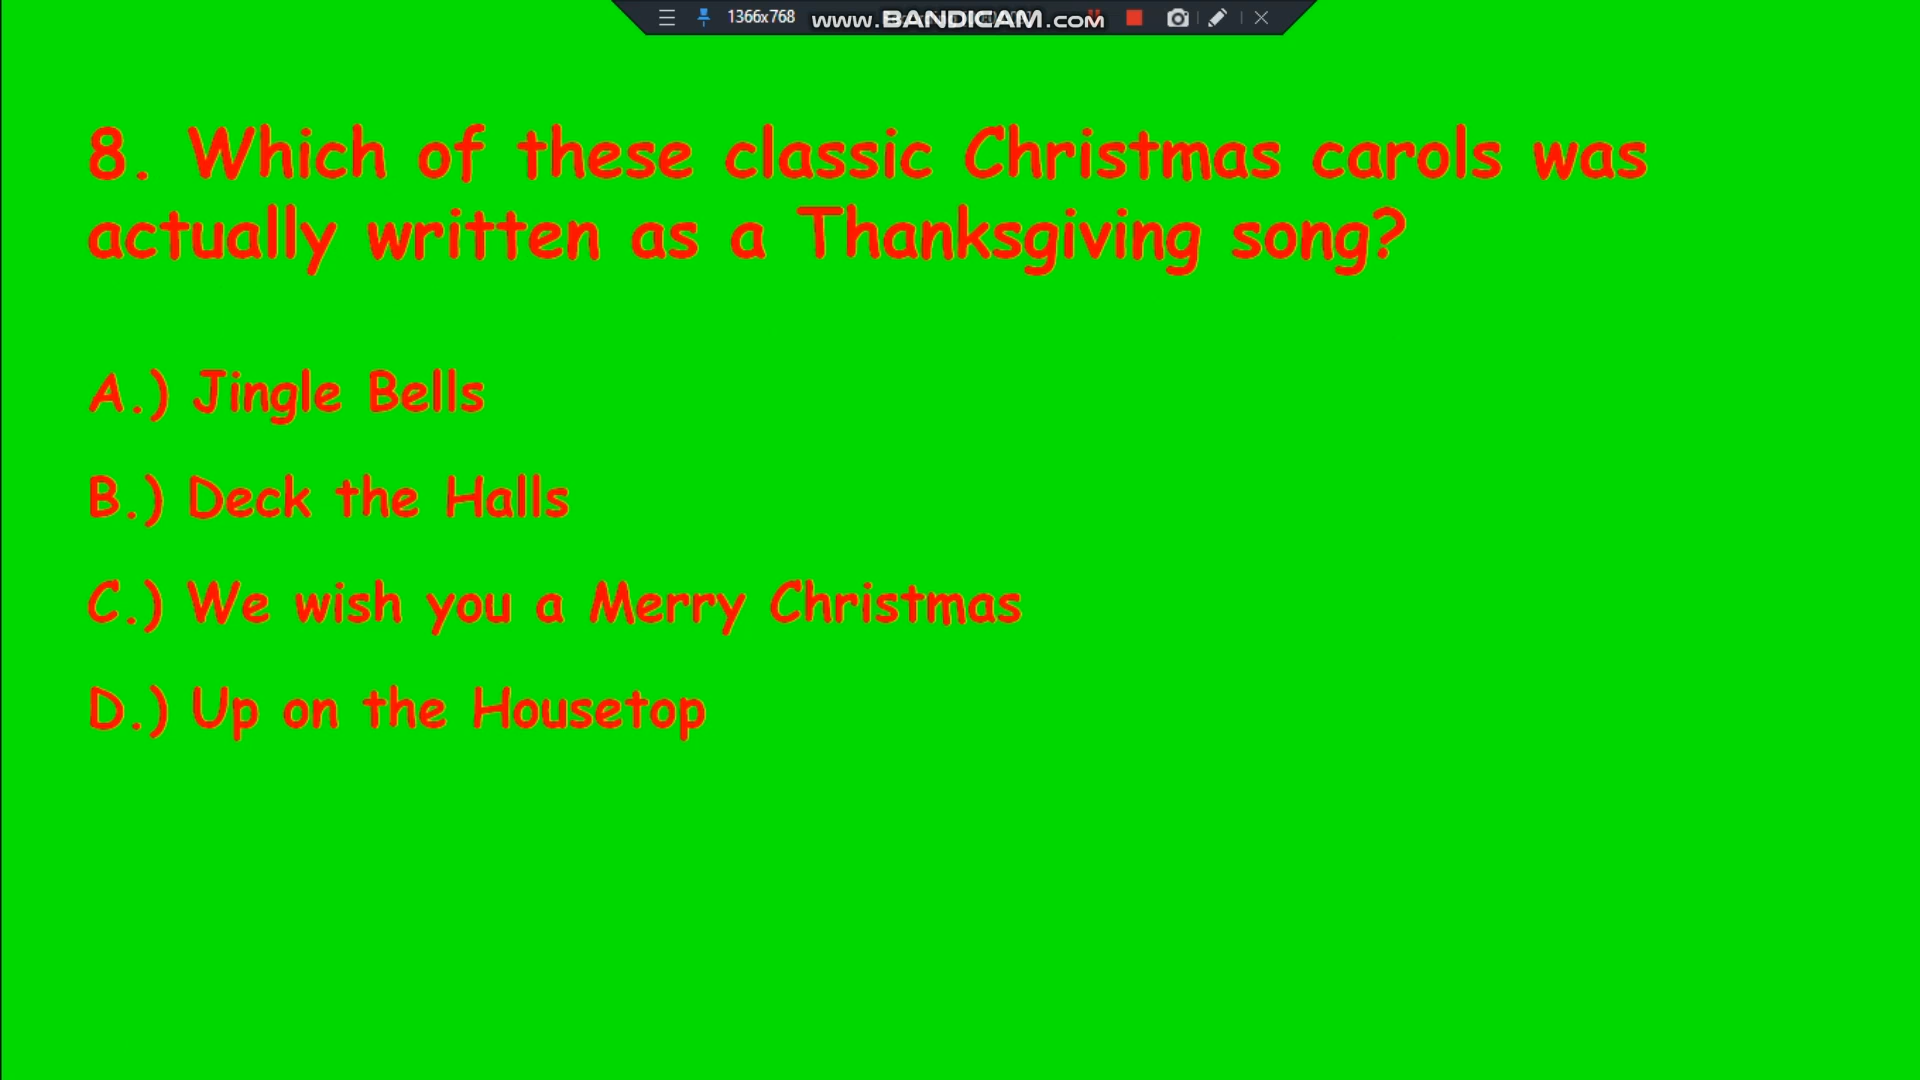 1366x768 www.BANDICAM.com
8. Which of these classic Christmas carols was
actually written as a Thanksgiving song?
A.) Jingle Bells
B.) Deck the Halls
C.) We wish you a Merry Christmas
D.) Up on the Housetop